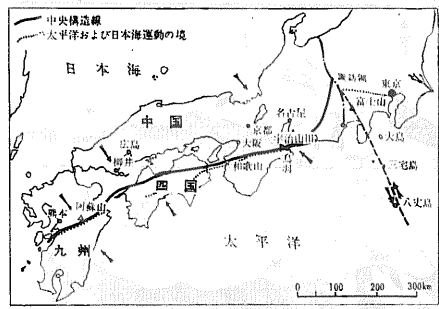 中央構造線
太平洋および日本海運動の境
日本海
諏訪湖
東京
富士山
名古屋
中国
京都
大阪
宇治山田
大島
広島
柳井
鳥羽
和歌山
三宅島
四国
熊本
阿蘇山
八丈島
九州
太平洋
0 100 200 300km